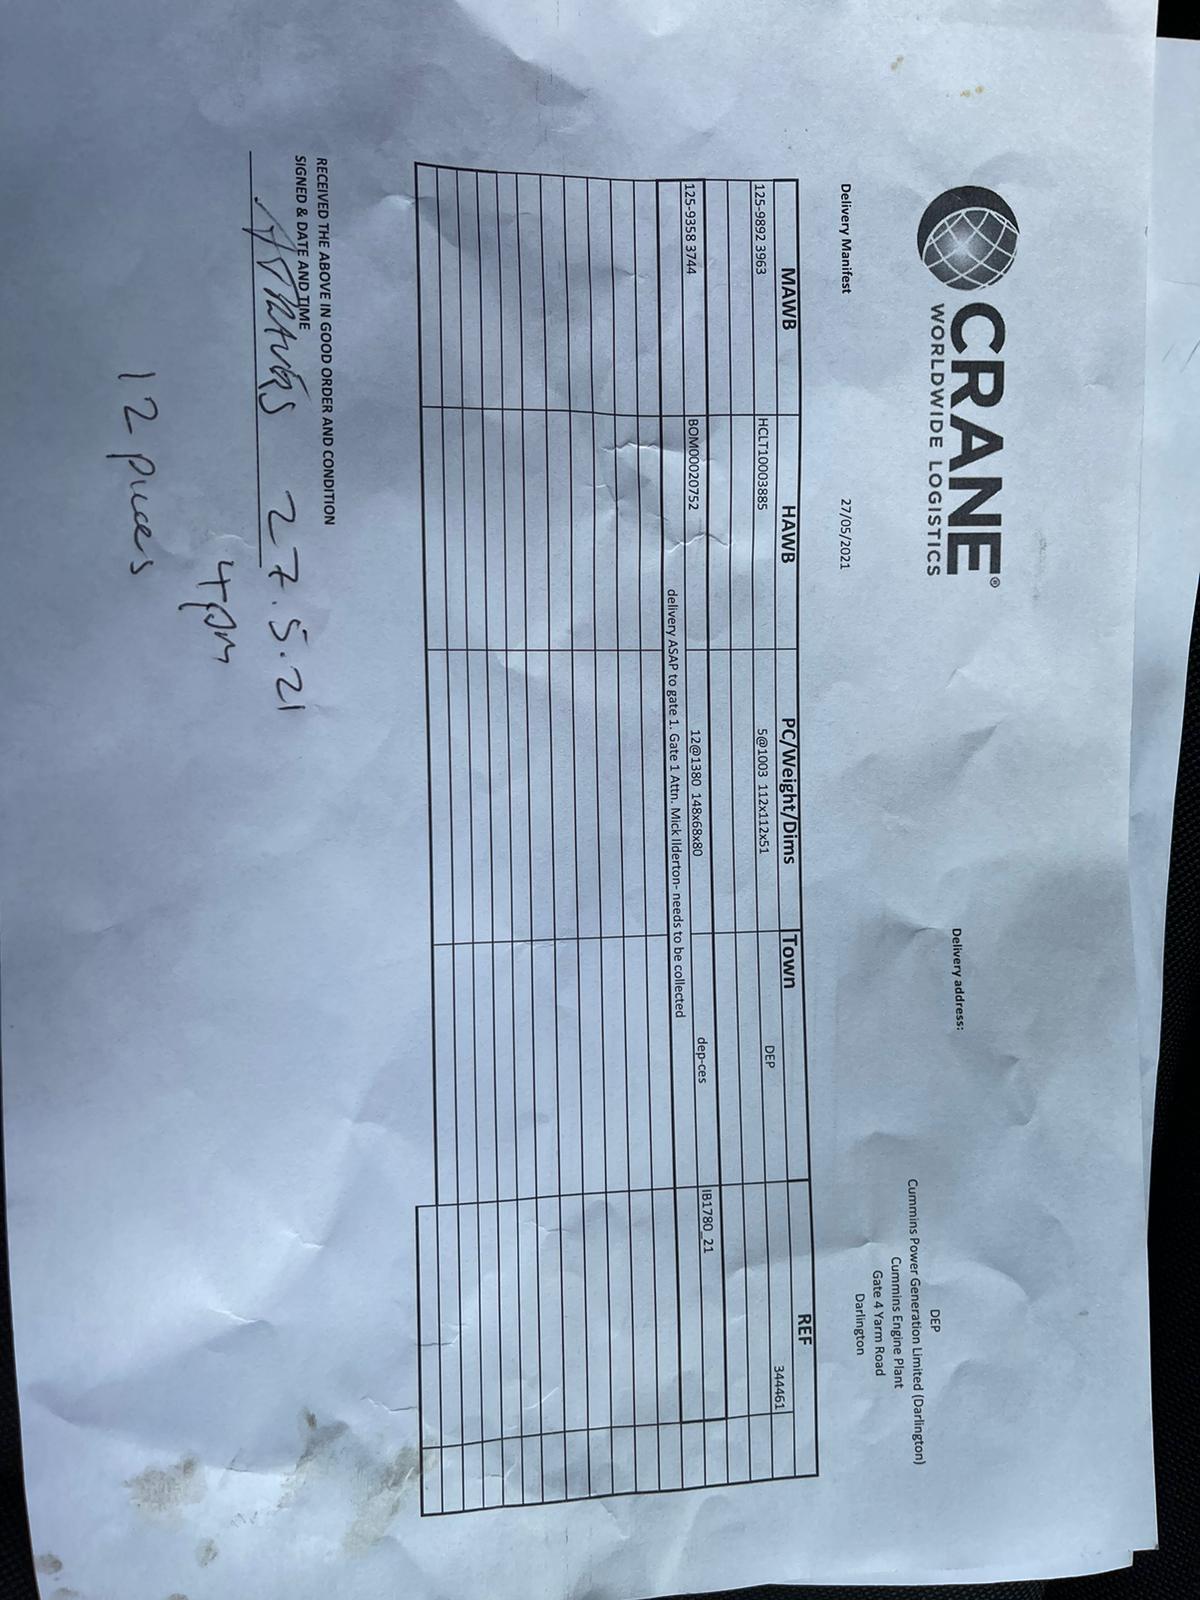 CRANE®
WORLDWIDE LOGISTICS
Delivery address:
DEP
Cummins Power Generation Limited (Darlington)
Cummins Engine Plant
Gate 4 Yarm Road
Darlington
Delivery Manifest 27/05/2021
MAWB HAWB PC/Weight/Dims Town REF
125-9892 3963 HCLT10003885 5@1003 112x112x51 DEP 344461
125-9358 3744 BOM00020752 12@1380 148x68x80 dep-ces IB1780_21
delivery ASAP to gate 1. Gate 1 Attn. Mick Ilderton- needs to be collected
RECEIVED THE ABOVE IN GOOD ORDER AND CONDITION
SIGNED & DATE AND TIME
27.5.21
4pm
12 pieces